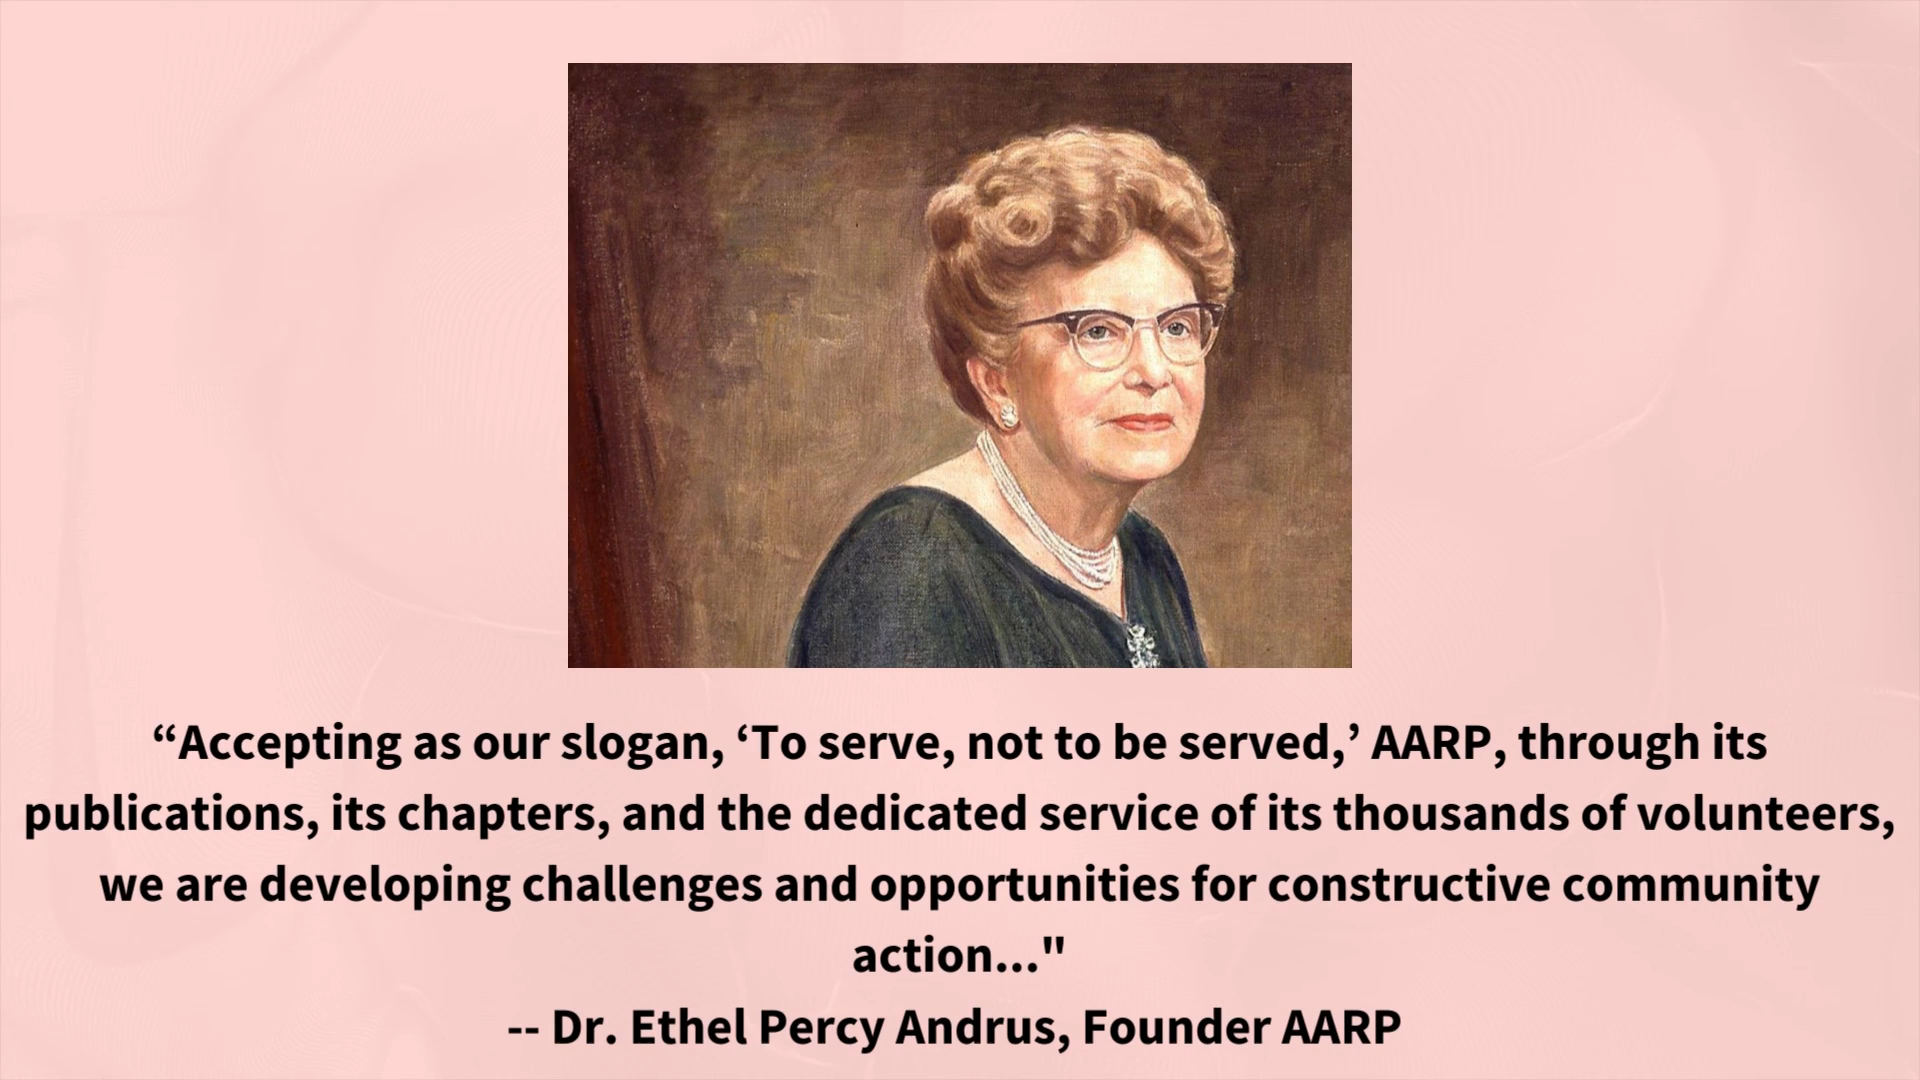 “Accepting as our slogan, ‘To serve, not to be served,’ AARP, through its
publications, its chapters, and the dedicated service of its thousands of volunteers,
we are developing challenges and opportunities for constructive community
action..."
-- Dr. Ethel Percy Andrus, Founder AARP